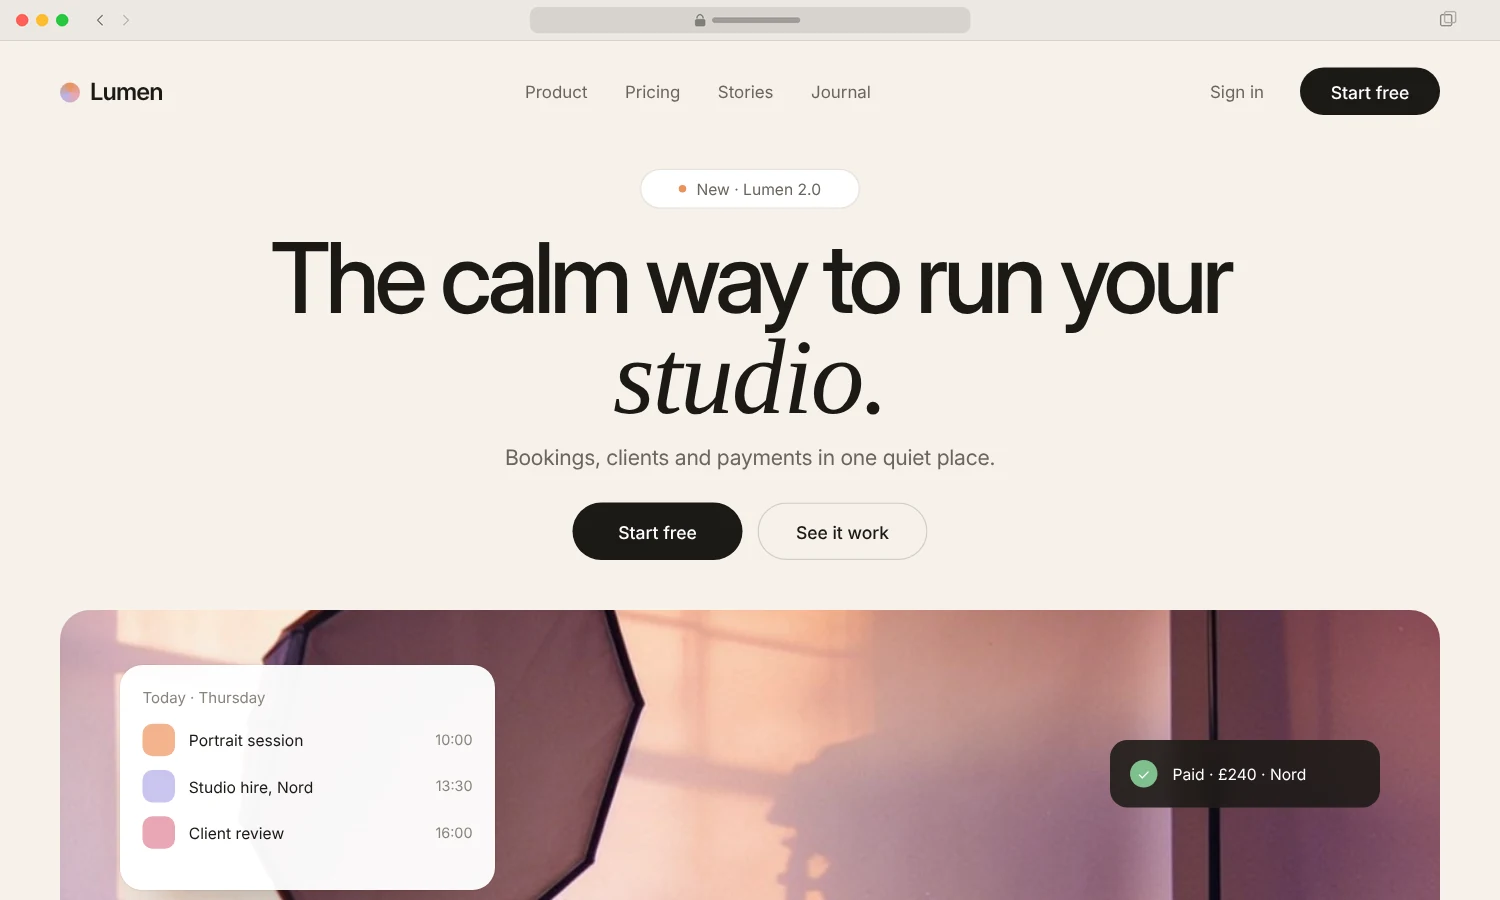 Lumen
Product
Pricing
Stories
Journal
Sign in
Start free
New · Lumen 2.0
The calm way to run your
studio.
Bookings, clients and payments in one quiet place.
Start free
See it work
Today · Thursday
Portrait session 10:00
Studio hire, Nord 13:30
Client review 16:00
Paid · £240 · Nord